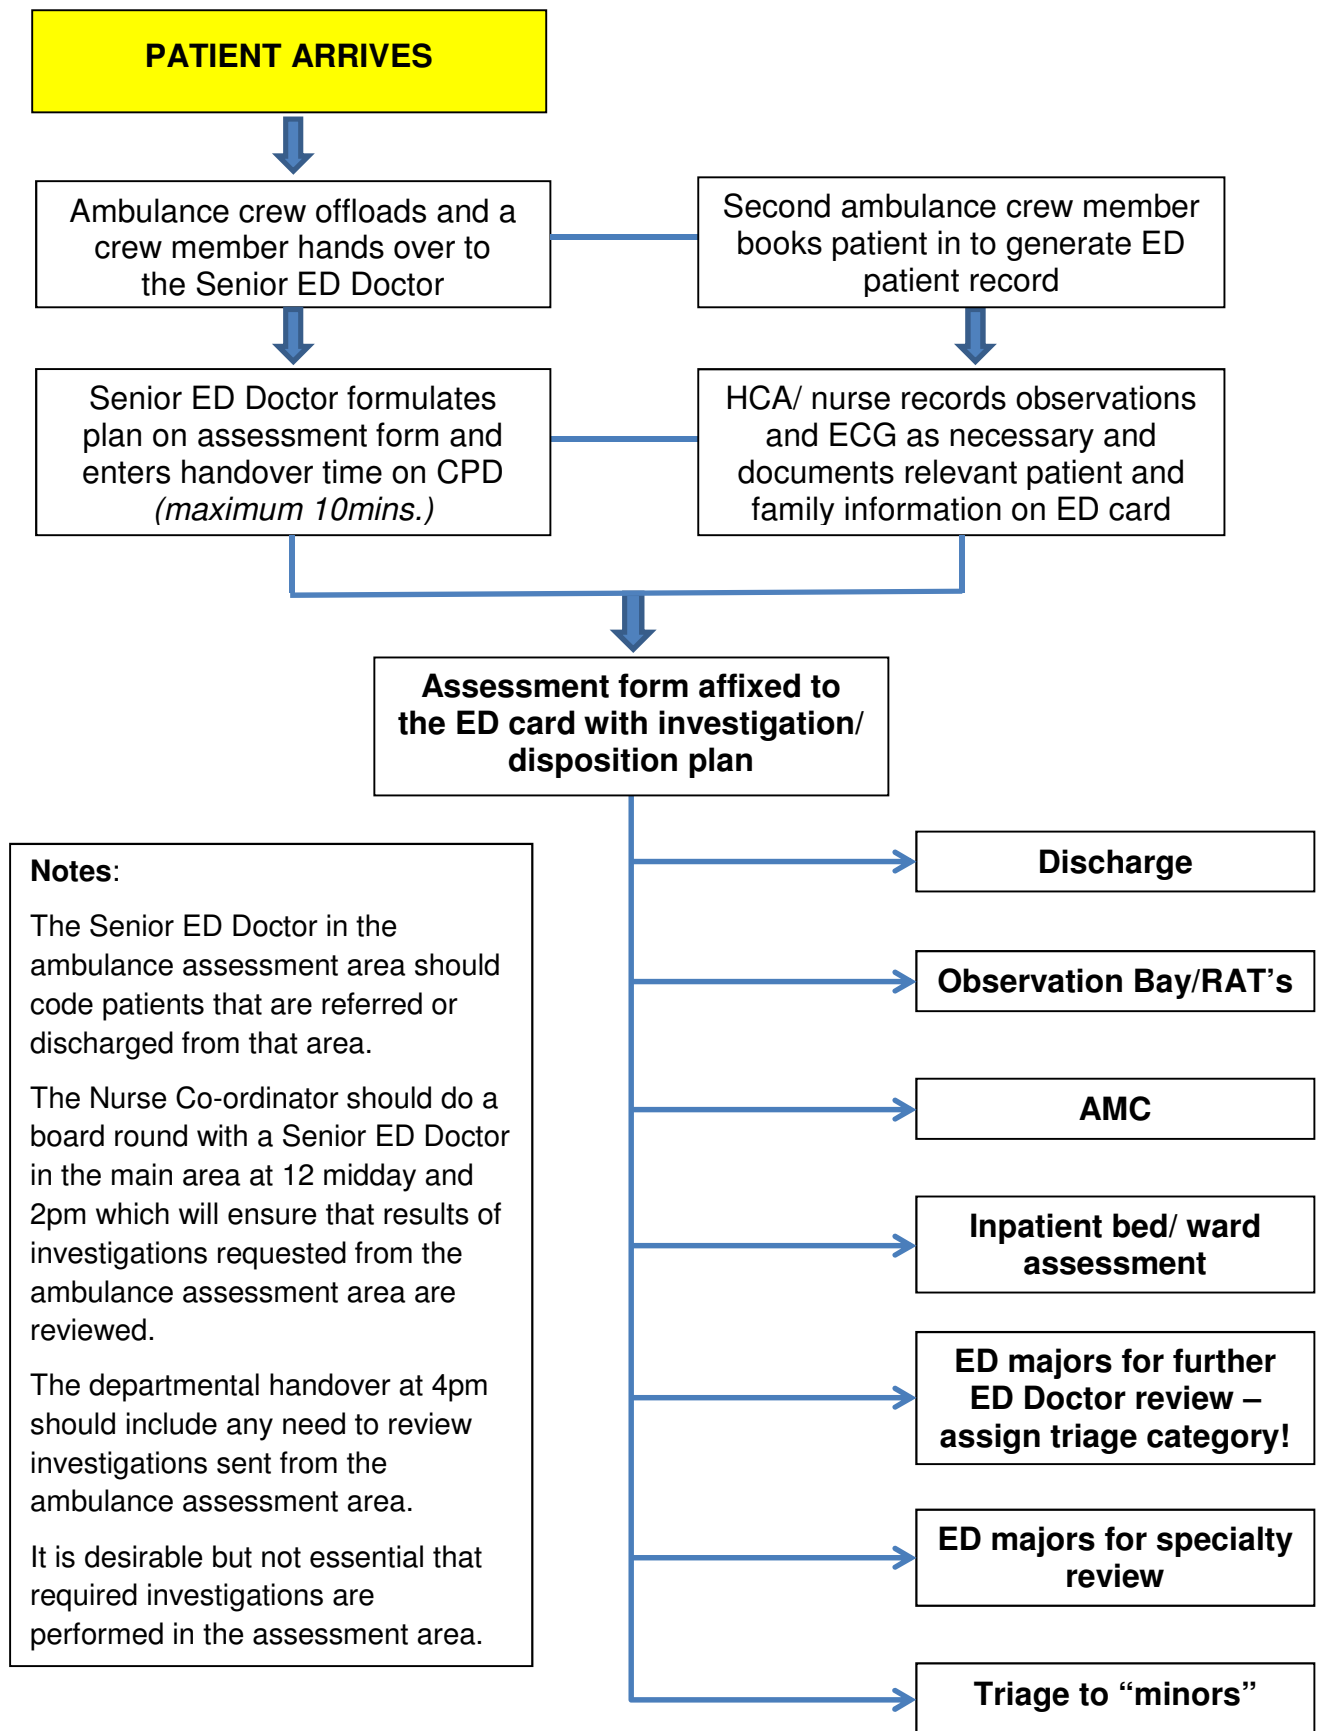 PATIENT ARRIVES
Ambulance crew offloads and a
crew member hands over to
the Senior ED Doctor
Second ambulance crew member
books patient in to generate ED
patient record
Senior ED Doctor formulates
plan on assessment form and
enters handover time on CPD
(maximum 10mins.)
HCA/ nurse records observations
and ECG as necessary and
documents relevant patient and
family information on ED card
Assessment form affixed to
the ED card with investigation/
disposition plan
Notes:
The Senior ED Doctor in the
ambulance assessment area should
code patients that are referred or
discharged from that area.
The Nurse Co-ordinator should do a
board round with a Senior ED Doctor
in the main area at 12 midday and
2pm which will ensure that results of
investigations requested from the
ambulance assessment area are
reviewed.
The departmental handover at 4pm
should include any need to review
investigations sent from the
ambulance assessment area.
It is desirable but not essential that
required investigations are
performed in the assessment area.
Discharge
Observation Bay/RAT’s
AMC
Inpatient bed/ ward
assessment
ED majors for further
ED Doctor review –
assign triage category!
ED majors for specialty
review
Triage to “minors”